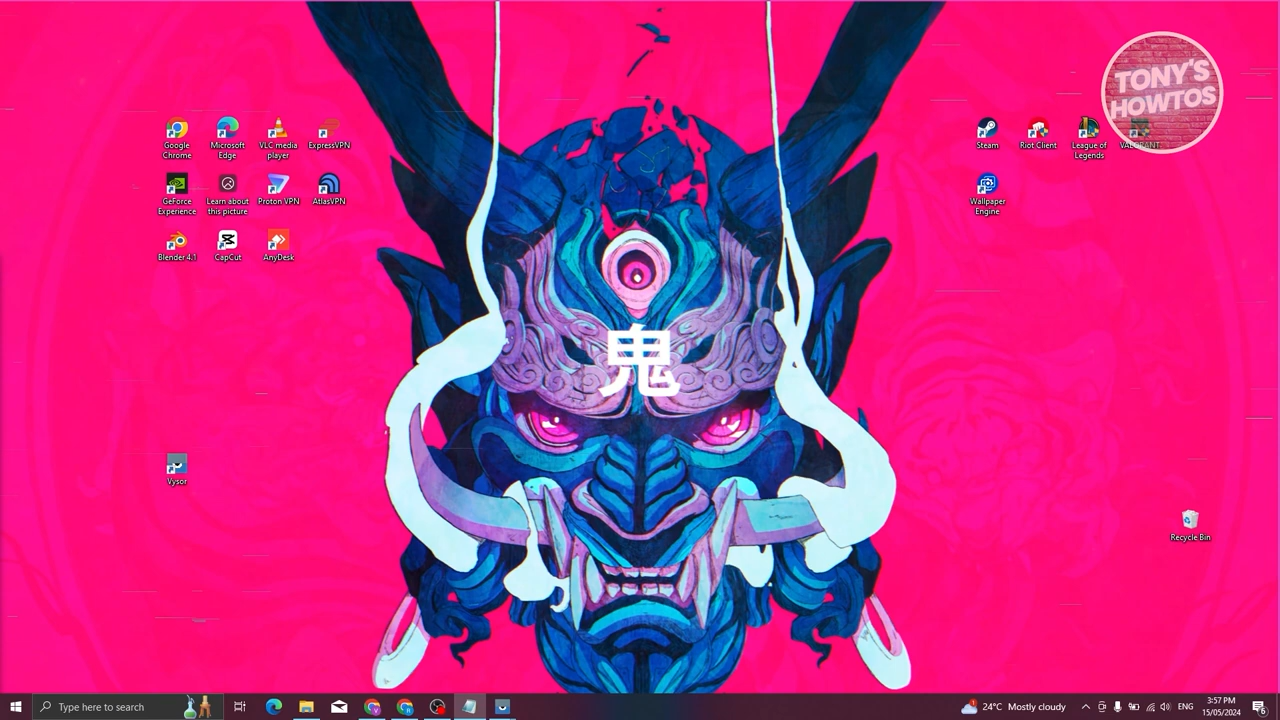 TONY'S
HOWTOS
Google
Chrome
Microsoft
Edge
VLC media
player
ExpressVPN
Steam
Riot Client
League of
Legends
VALORANT
GeForce
Experience
Learn about
this picture
Proton VPN
AtlasVPN
Wallpaper
Engine
Blender 4.1
CapCut
AnyDesk
鬼
Vysor
Recycle Bin
Type here to search
24°C Mostly cloudy
ENG
3:57 PM
15/05/2024
6